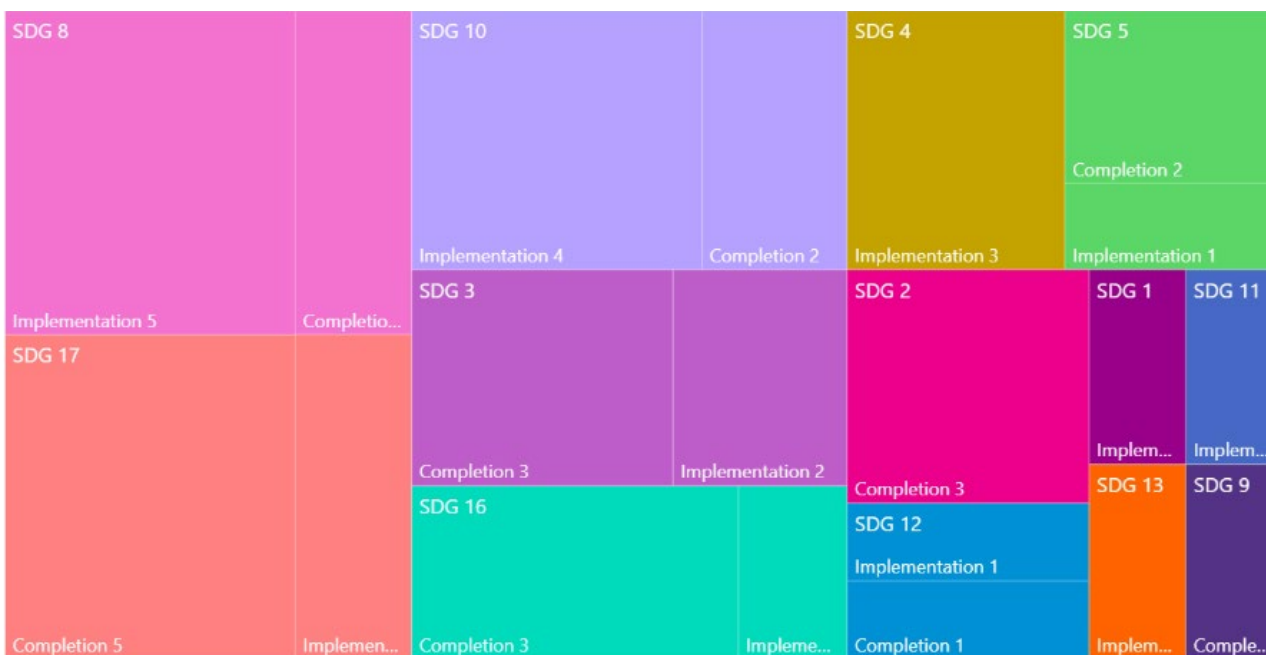 SDG 8
Implementation 5
Completio...
SDG 17
Completion 5
Implemen...
SDG 10
Implementation 4
Completion 2
SDG 3
Completion 3
Implementation 2
SDG 16
Completion 3
Impleme...
SDG 4
Implementation 3
SDG 5
Completion 2
Implementation 1
SDG 2
Completion 3
SDG 12
Implementation 1
Completion 1
SDG 1
Implem...
SDG 11
Implem...
SDG 13
Implem...
SDG 9
Comple...